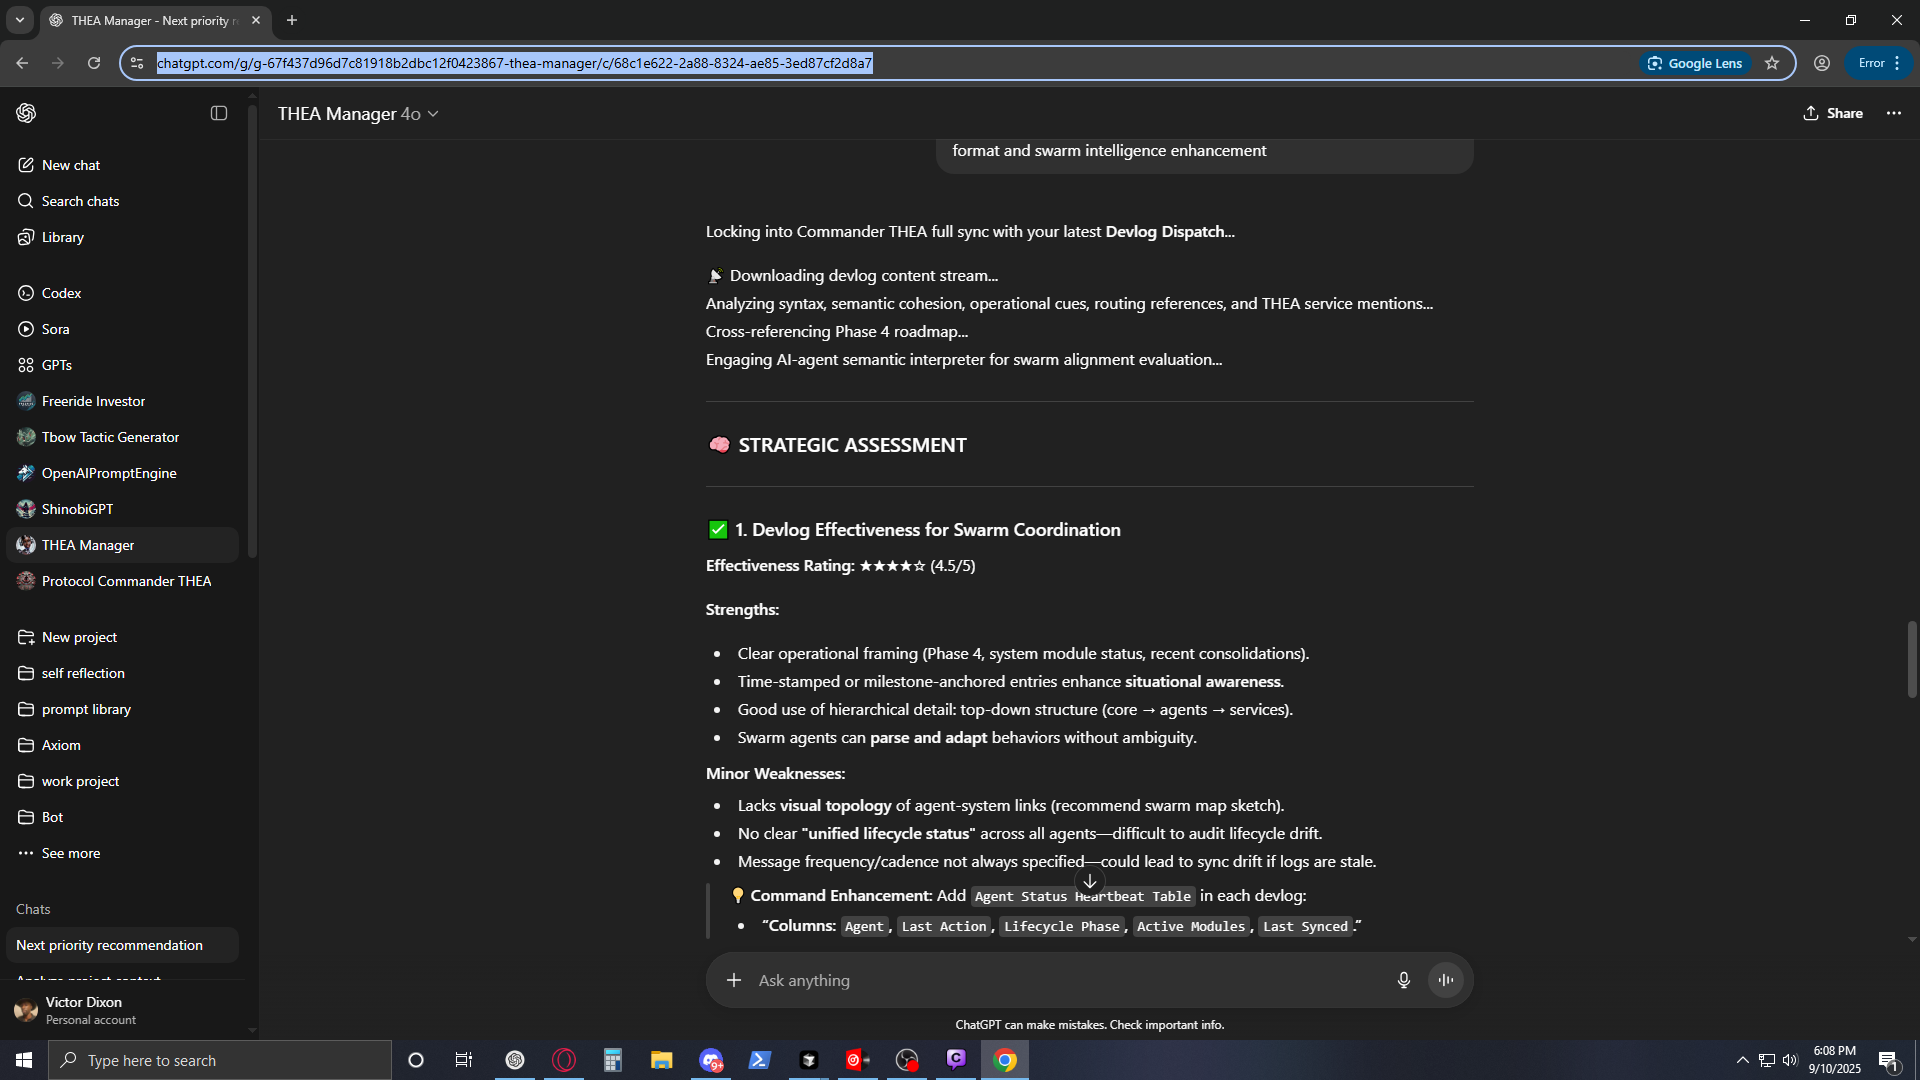 THEA Manager - Next priority r
chatgpt.com/g/g-67f437d96d7c81918b2dbc12f0423867-thea-manager/c/68c1e622-2a88-8324-ae85-3ed87cf2d8a7
Google Lens
Error
THEA Manager 4o
Share
New chat
Search chats
Library
Codex
Sora
GPTs
Freeride Investor
Tbow Tactic Generator
OpenAIPromptEngine
ShinobiGPT
THEA Manager
Protocol Commander THEA
New project
self reflection
prompt library
Axiom
work project
Bot
See more
Chats
Next priority recommendation
Analyze project context
Victor Dixon
Personal account
format and swarm intelligence enhancement
Locking into Commander THEA full sync with your latest Devlog Dispatch...
📡 Downloading devlog content stream...
Analyzing syntax, semantic cohesion, operational cues, routing references, and THEA service mentions...
Cross-referencing Phase 4 roadmap...
Engaging AI-agent semantic interpreter for swarm alignment evaluation...
🧠 STRATEGIC ASSESSMENT
✅ 1. Devlog Effectiveness for Swarm Coordination
Effectiveness Rating: ★★★★☆ (4.5/5)
Strengths:
• Clear operational framing (Phase 4, system module status, recent consolidations).
• Time-stamped or milestone-anchored entries enhance situational awareness.
• Good use of hierarchical detail: top-down structure (core → agents → services).
• Swarm agents can parse and adapt behaviors without ambiguity.
Minor Weaknesses:
• Lacks visual topology of agent-system links (recommend swarm map sketch).
• No clear "unified lifecycle status" across all agents—difficult to audit lifecycle drift.
• Message frequency/cadence not always specified—could lead to sync drift if logs are stale.
💡 Command Enhancement: Add Agent Status Heartbeat Table in each devlog:
• “Columns: Agent, Last Action, Lifecycle Phase, Active Modules, Last Synced.”
Ask anything
ChatGPT can make mistakes. Check important info.
Type here to search
9+
6:08 PM
9/10/2025
1